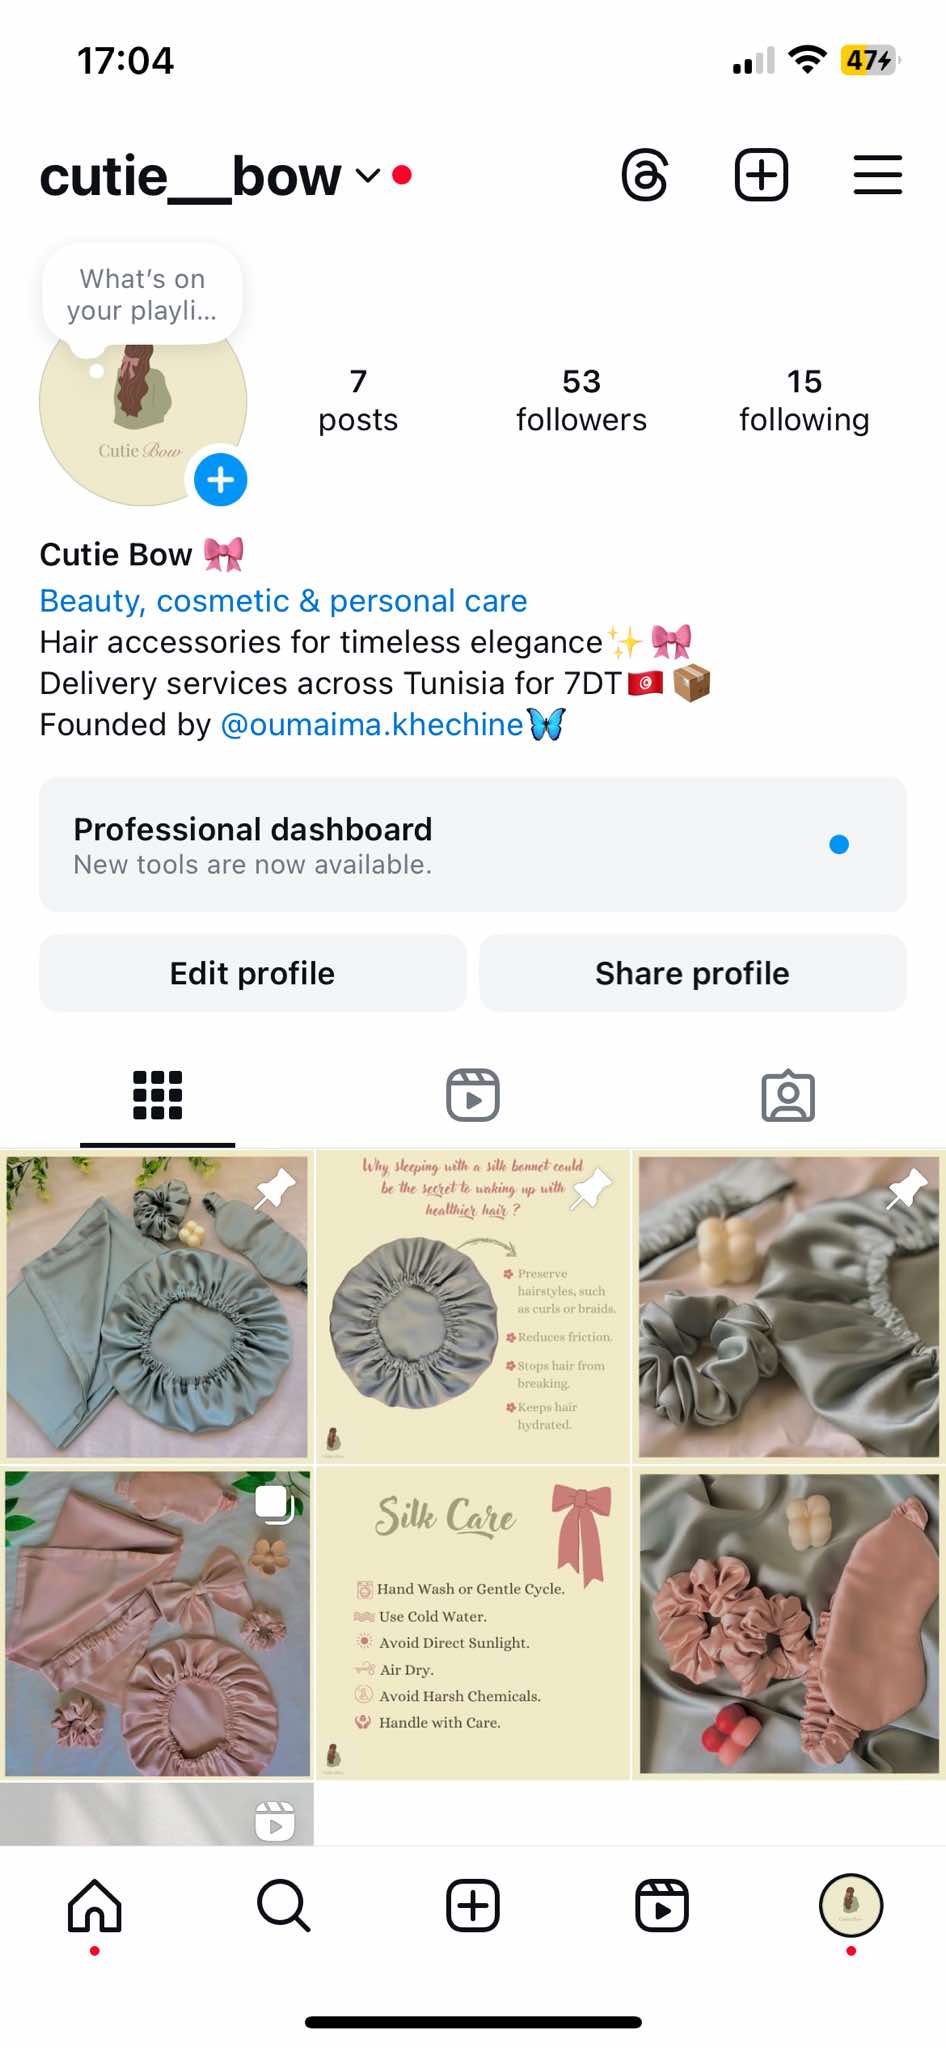 17:04
47
cutie__bow
What's on
your playli...
Cutie Bow
7
posts
53
followers
15
following
Cutie Bow 🎀
Beauty, cosmetic & personal care
Hair accessories for timeless elegance✨🎀
Delivery services across Tunisia for 7DT🇹🇳📦
Founded by @oumaima.khechine🦋
Professional dashboard
New tools are now available.
Edit profile
Share profile
Why sleeping with a silk bonnet could
be the secret to waking up with
healthier hair ?
Preserve
hairstyles, such
as curls or braids.
Reduces friction.
Stops hair from
breaking.
Keeps hair
hydrated.
Silk Care
Hand Wash or Gentle Cycle.
Use Cold Water.
Avoid Direct Sunlight.
Air Dry.
Avoid Harsh Chemicals.
Handle with Care.